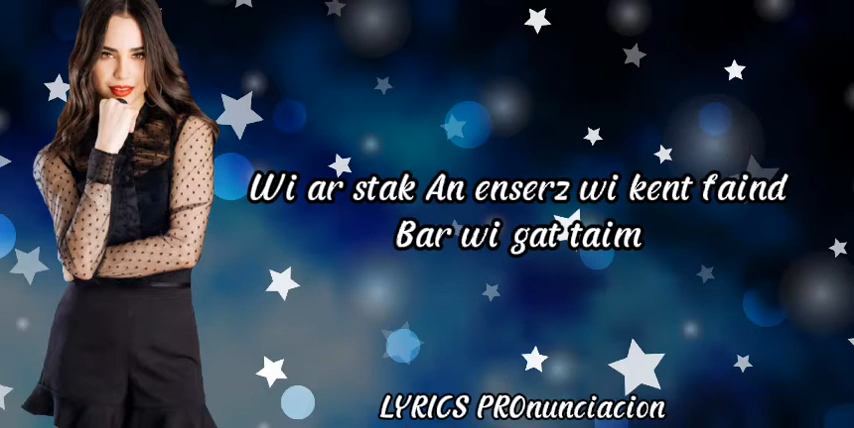 Wi ar stak An enserz wi kent faind
Bar wi gat taim
LYRICS PROnunciacion